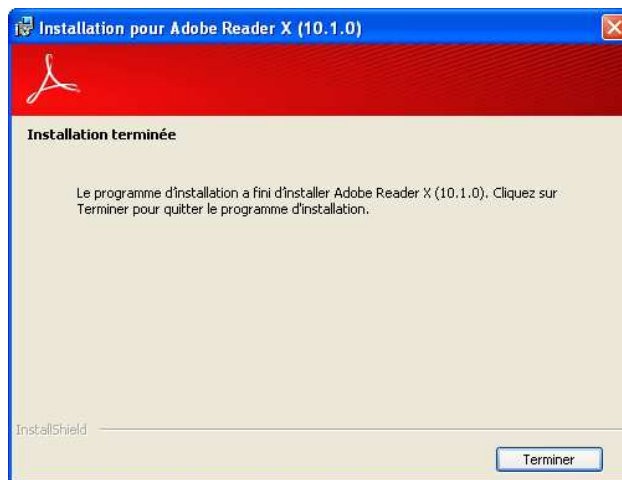 Installation pour Adobe Reader X (10.1.0)
Installation terminée
Le programme d'installation a fini d'installer Adobe Reader X (10.1.0). Cliquez sur
Terminer pour quitter le programme d'installation.
InstallShield
Terminer